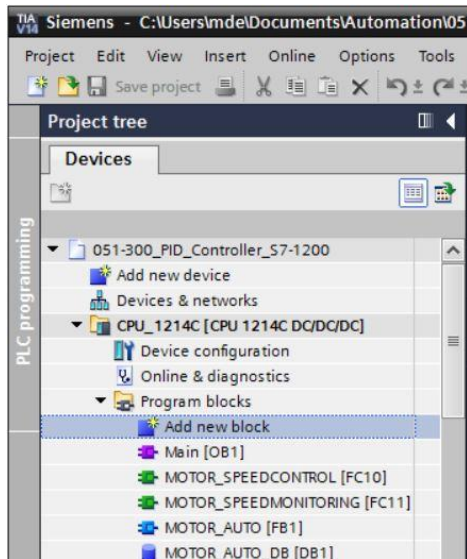 TIA V14 Siemens - C:\Users\mde\Documents\Automation\05
Project Edit View Insert Online Options Tools
Save project
Project tree
Devices
PLC programming
051-300_PID_Controller_S7-1200
Add new device
Devices & networks
CPU_1214C [CPU 1214C DC/DC/DC]
Device configuration
Online & diagnostics
Program blocks
Add new block
Main [OB1]
MOTOR_SPEEDCONTROL [FC10]
MOTOR_SPEEDMONITORING [FC11]
MOTOR_AUTO [FB1]
MOTOR_AUTO_DB [DB1]